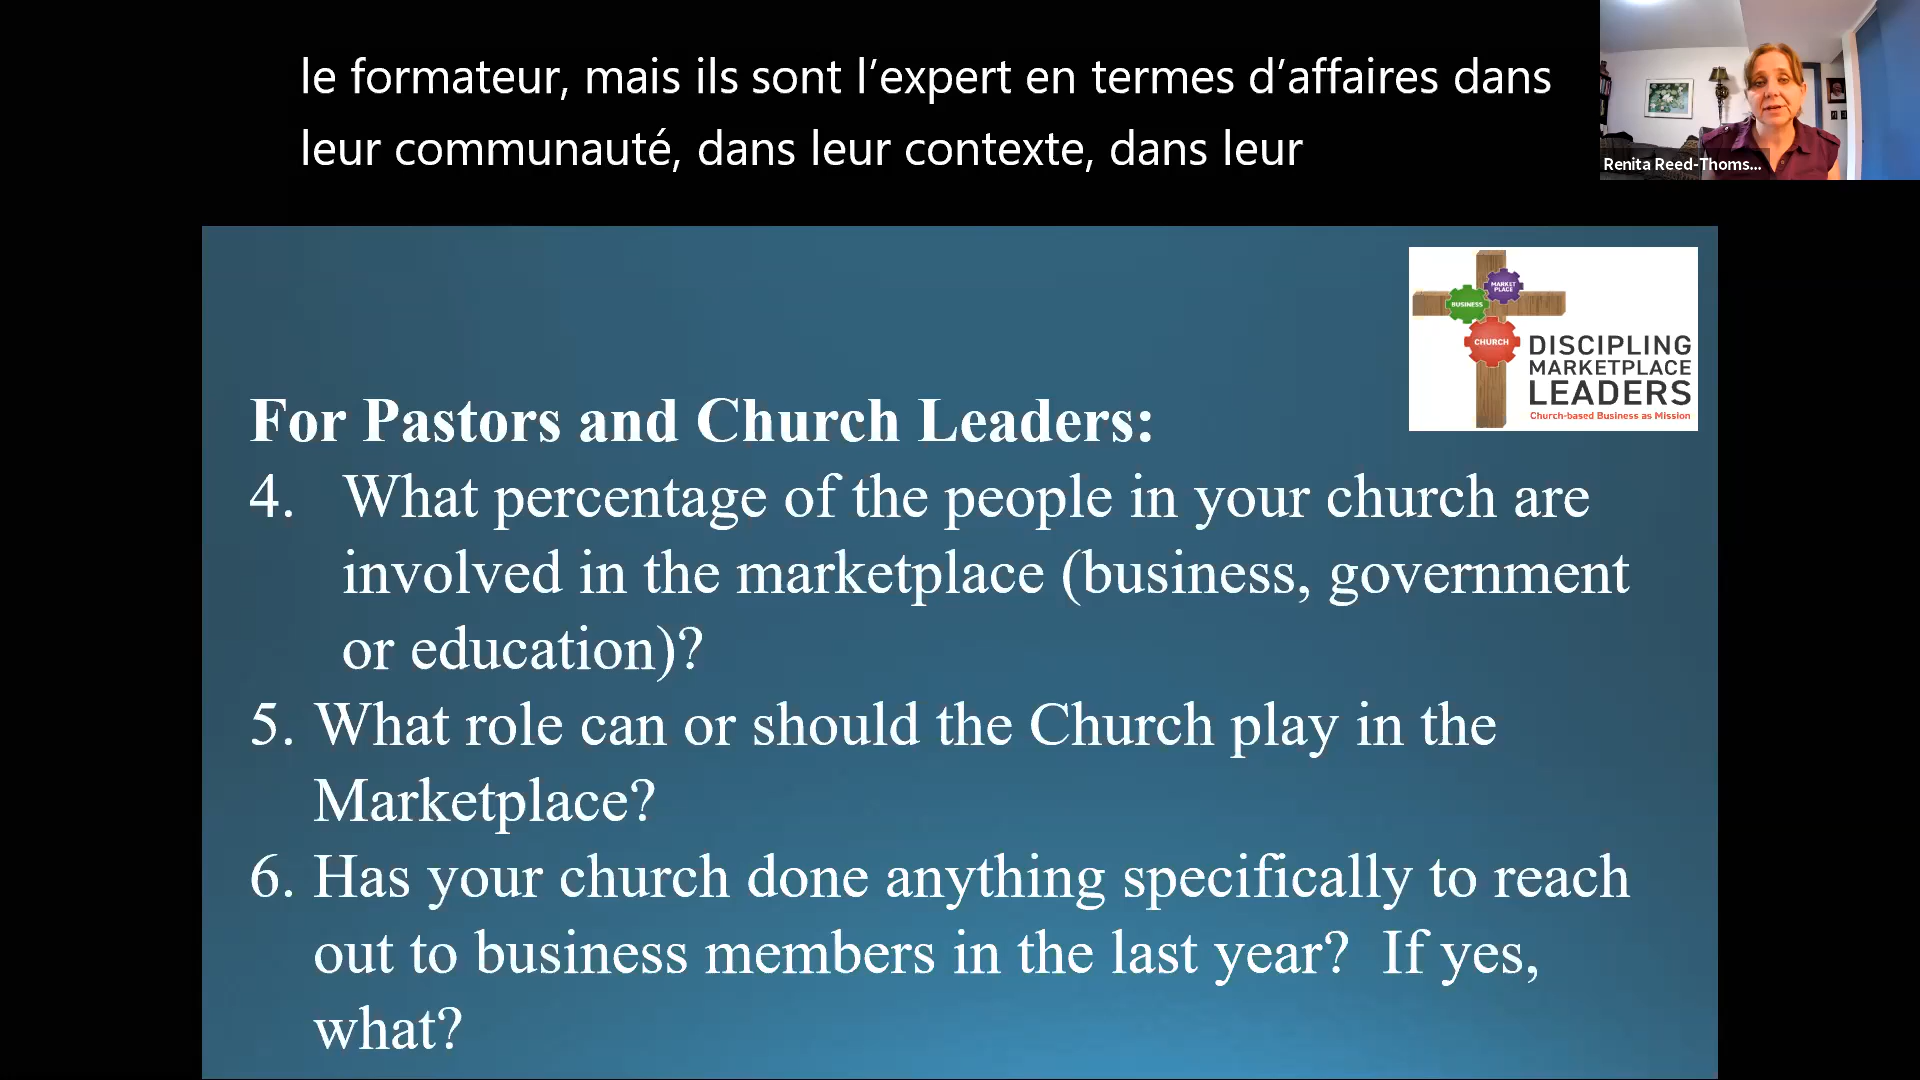 le formateur, mais ils sont l’expert en termes d’affaires dans
leur communauté, dans leur contexte, dans leur
Renita Reed-Thoms...
MARKET
PLACE
BUSINESS
CHURCH
DISCIPLING
MARKETPLACE
LEADERS
Church-based Business as Mission
For Pastors and Church Leaders:
4. What percentage of the people in your church are
involved in the marketplace (business, government
or education)?
5. What role can or should the Church play in the
Marketplace?
6. Has your church done anything specifically to reach
out to business members in the last year?  If yes,
what?